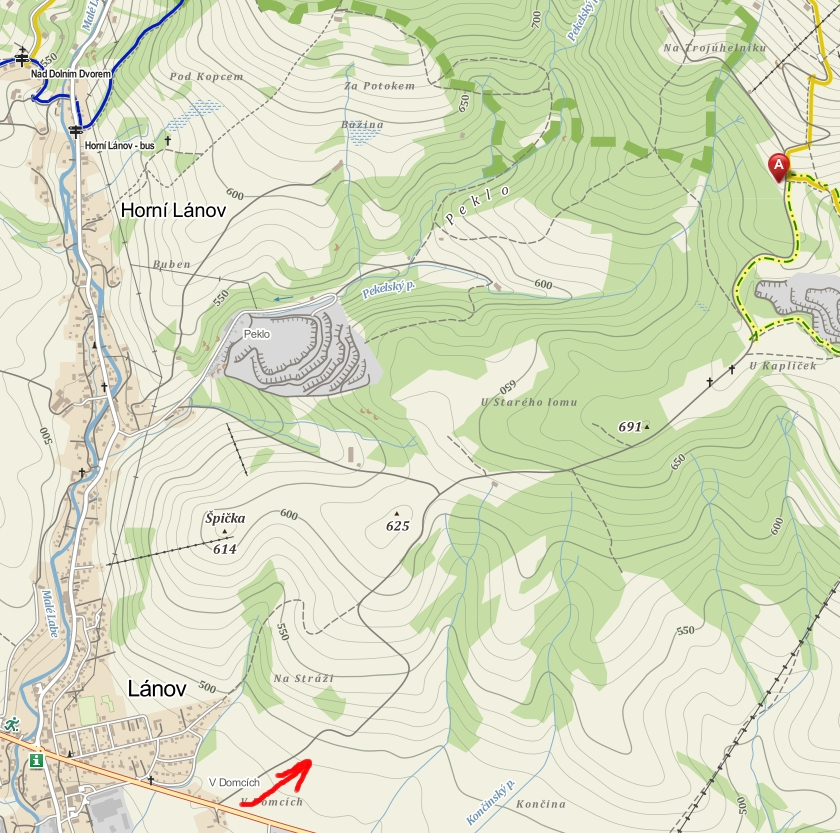 Malé L
700
Pekelský p.
550
Na Trojúhelníku
Nad Dolním Dvorem
Pod Kopcem
Za Potokem
650
Bažina
Horní Lánov - bus
A
600
Peklo
Horní Lánov
Buben
550
Pekelský p.
600
Peklo
U Kapliček
650
U Starého lomu
691
500
650
Špička
614
600
625
600
Malé Labe
550
550
Na Stráži
500
Lánov
V Domcích
V Domcích
Končinský p.
Končina
500